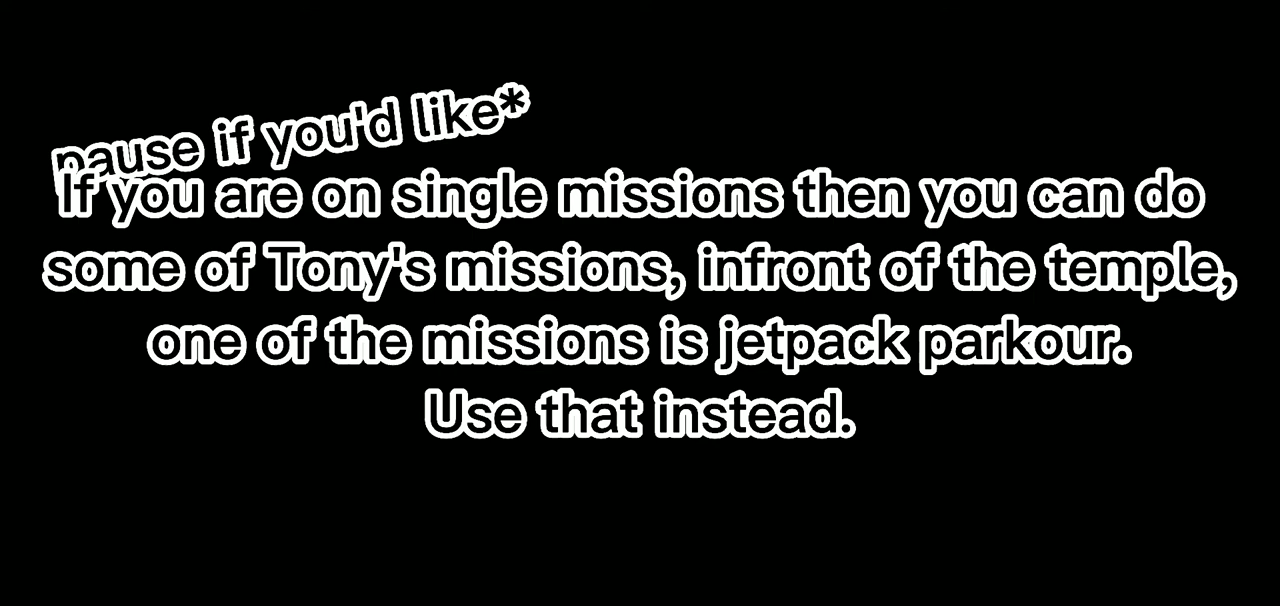 pause if you'd like*
If you are on single missions then you can do
some of Tony's missions, infront of the temple,
one of the missions is jetpack parkour.
Use that instead.